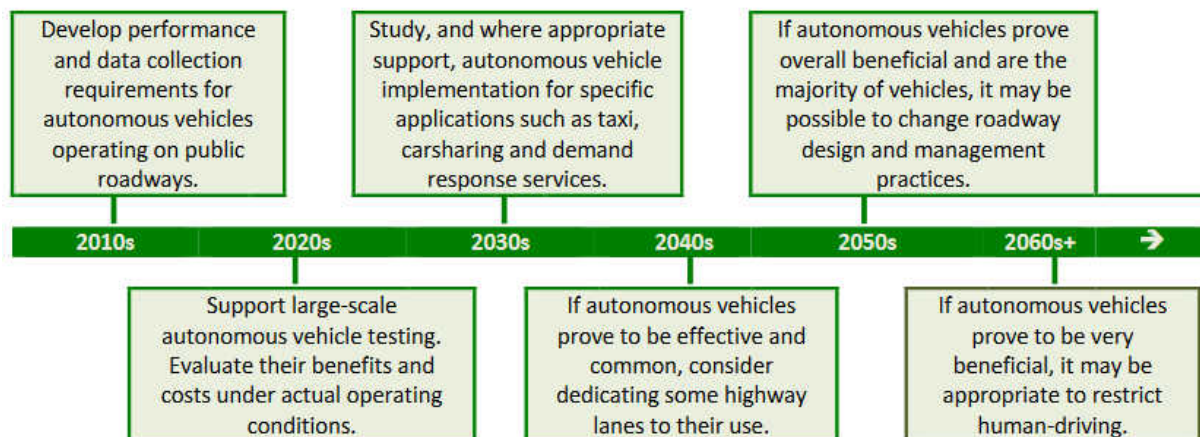 Develop performance
and data collection
requirements for
autonomous vehicles
operating on public
roadways.
Study, and where appropriate
support, autonomous vehicle
implementation for specific
applications such as taxi,
carsharing and demand
response services.
If autonomous vehicles prove
overall beneficial and are the
majority of vehicles, it may be
possible to change roadway
design and management
practices.
2010s 2020s 2030s 2040s 2050s 2060s+ →
Support large-scale
autonomous vehicle testing.
Evaluate their benefits and
costs under actual operating
conditions.
If autonomous vehicles
prove to be effective and
common, consider
dedicating some highway
lanes to their use.
If autonomous vehicles
prove to be very
beneficial, it may be
appropriate to restrict
human-driving.